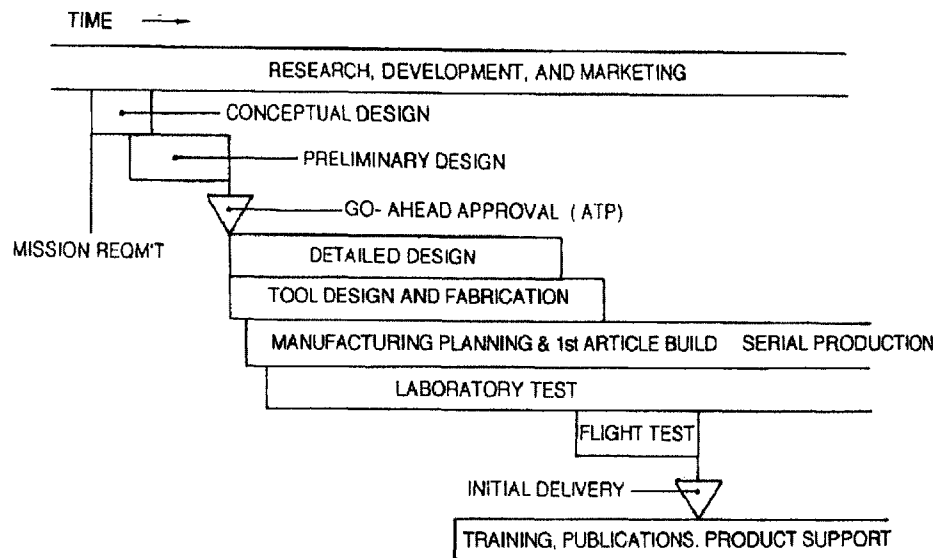 TIME
RESEARCH, DEVELOPMENT, AND MARKETING
CONCEPTUAL DESIGN
PRELIMINARY DESIGN
GO- AHEAD APPROVAL ( ATP)
MISSION REQM'T
DETAILED DESIGN
TOOL DESIGN AND FABRICATION
MANUFACTURING PLANNING & 1st ARTICLE BUILD SERIAL PRODUCTION
LABORATORY TEST
FLIGHT TEST
INITIAL DELIVERY
TRAINING, PUBLICATIONS. PRODUCT SUPPORT